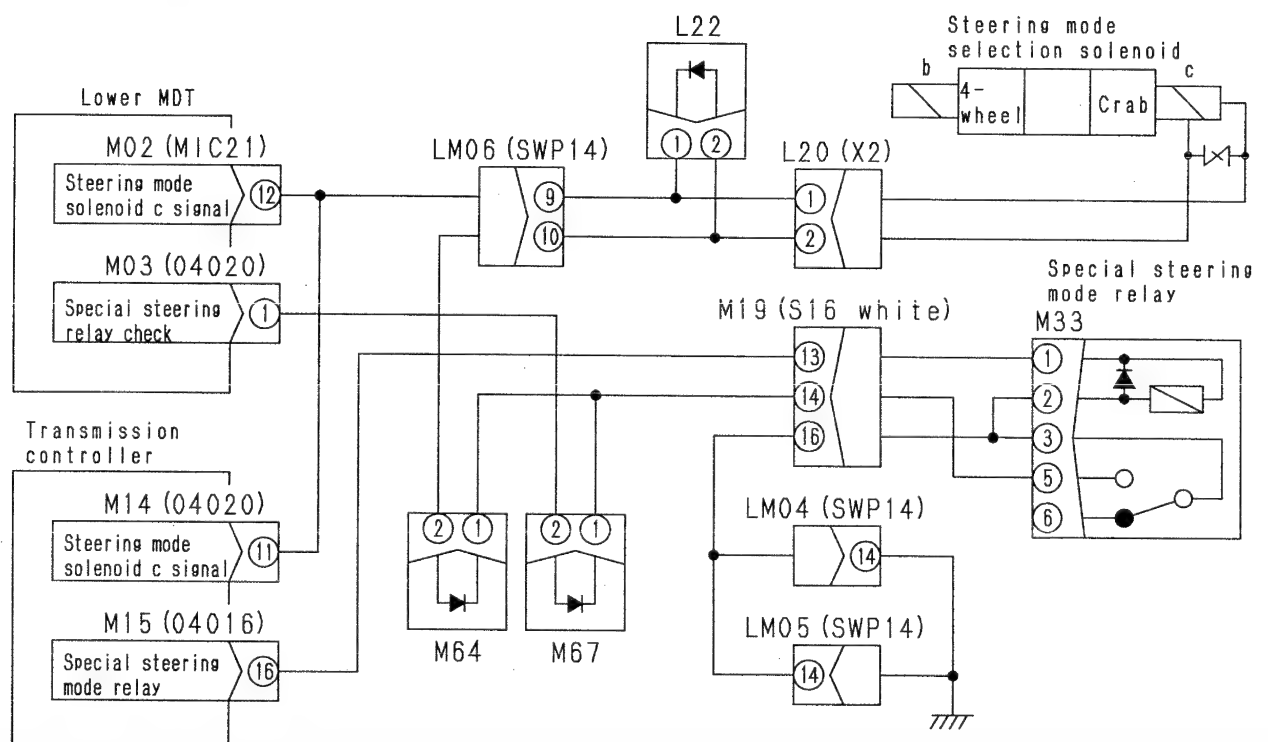 L22
Steering mode
selection solenoid
b
c
4-
wheel
Crab
Lower MDT
M02 (MIC21)
Steering mode
solenoid c signal
12
LM06 (SWP14)
9
10
1
2
L20 (X2)
1
2
M03 (04020)
Special steering
relay check
1
Special steering
mode relay
M19 (S16 white)
13
14
16
M33
1
2
3
5
6
Transmission
controller
M14 (04020)
Steering mode
solenoid c signal
11
M15 (04016)
Special steering
mode relay
16
2
1
M64
2
1
M67
LM04 (SWP14)
14
LM05 (SWP14)
14